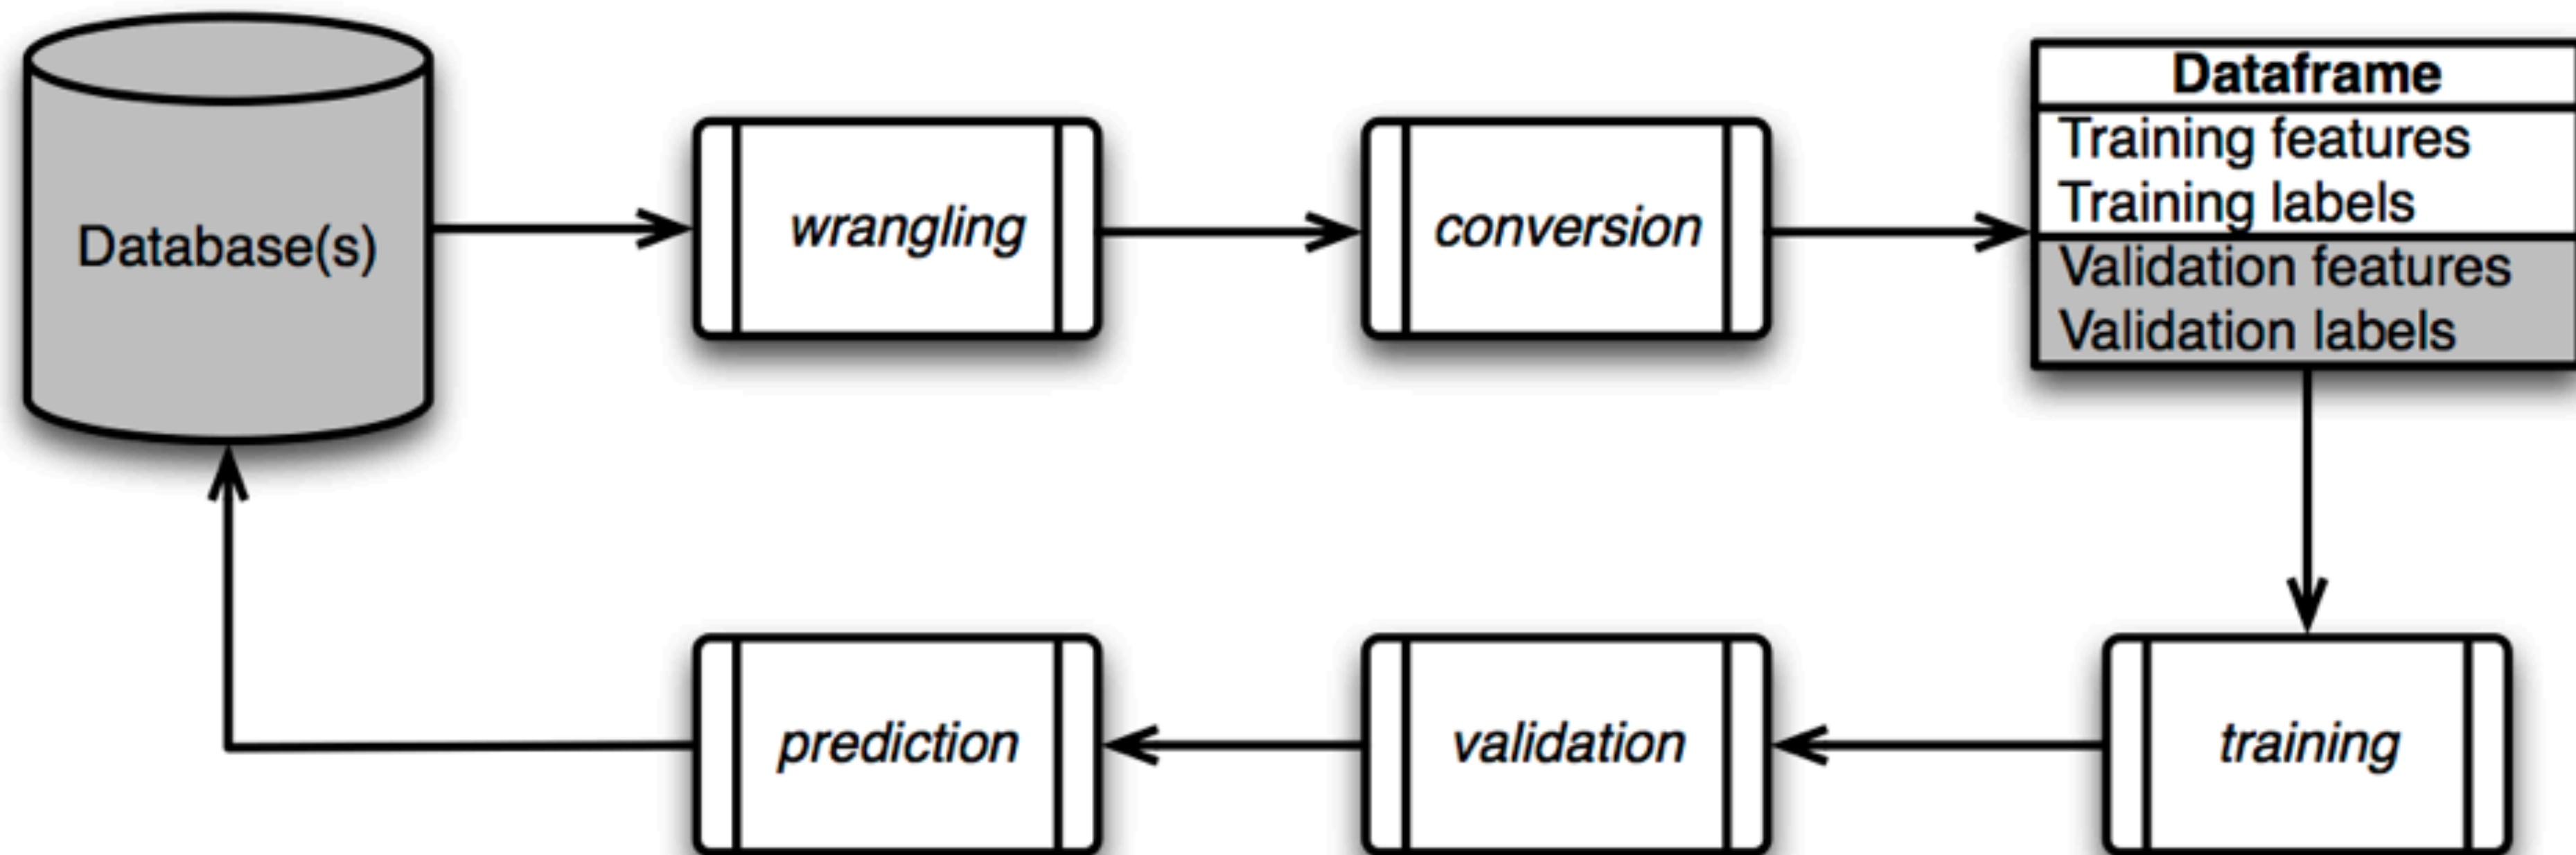 Database(s)
wrangling
conversion
Dataframe
Training features
Training labels
Validation features
Validation labels
prediction
validation
training